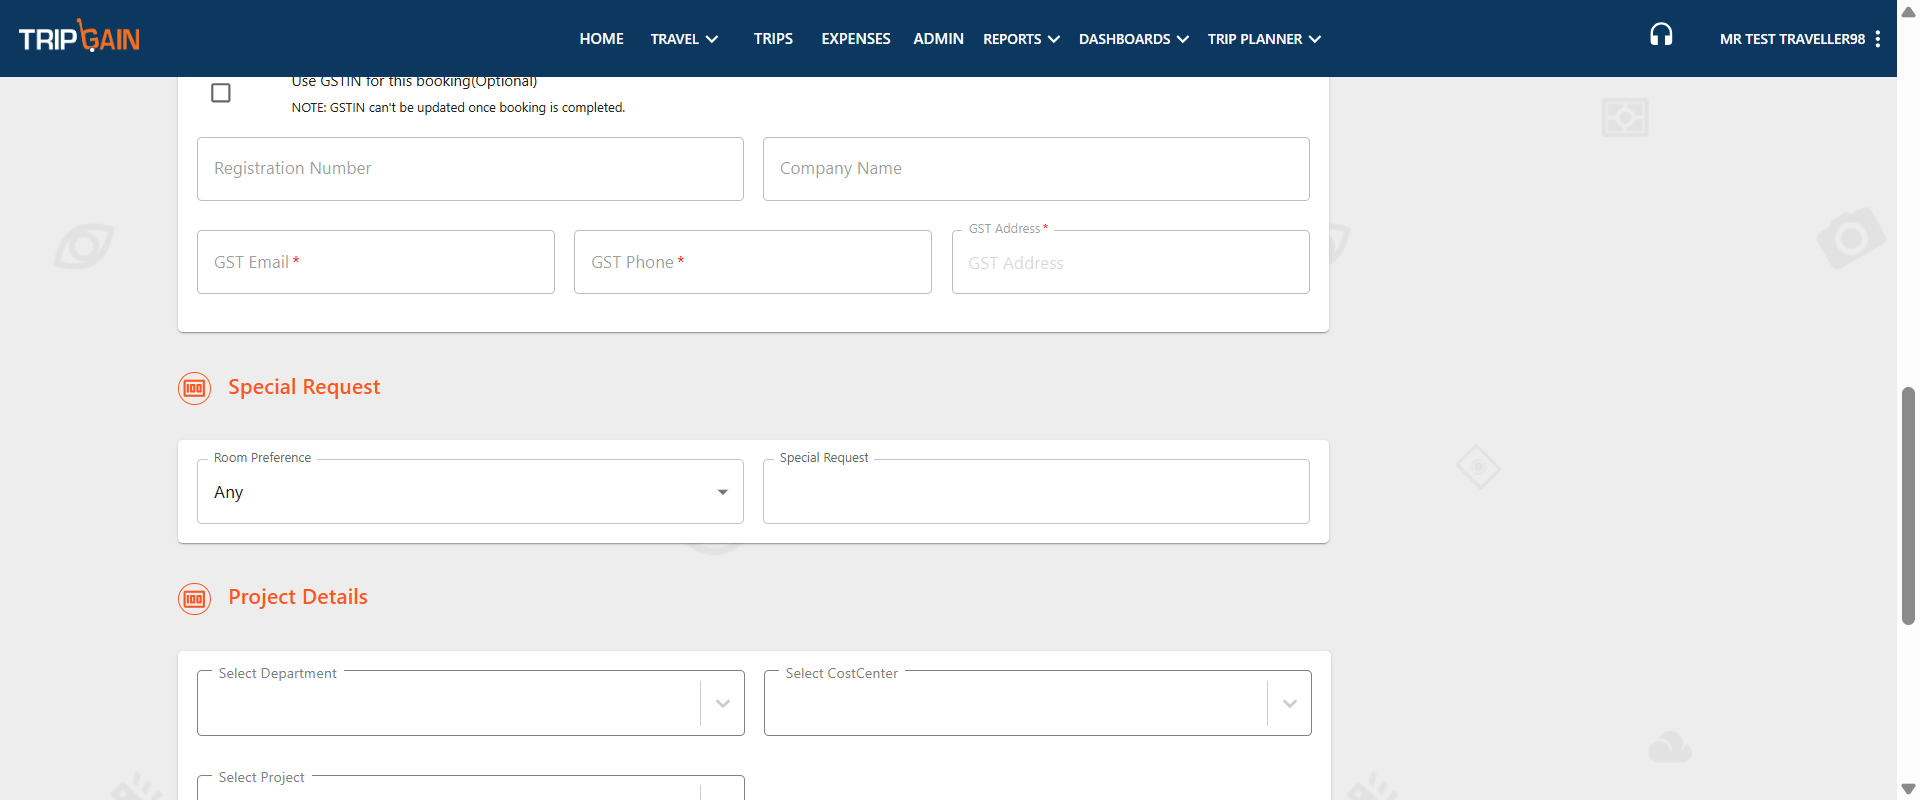 TRIPGAIN
HOME TRAVEL TRIPS EXPENSES ADMIN REPORTS DASHBOARDS TRIP PLANNER MR TEST TRAVELLER98
Use GSTIN for this booking(Optional)
NOTE: GSTIN can't be updated once booking is completed.
Registration Number Company Name
GST Address *
GST Email * GST Phone * GST Address
Special Request
Room Preference Special Request
Any
Project Details
Select Department Select CostCenter
Select Project